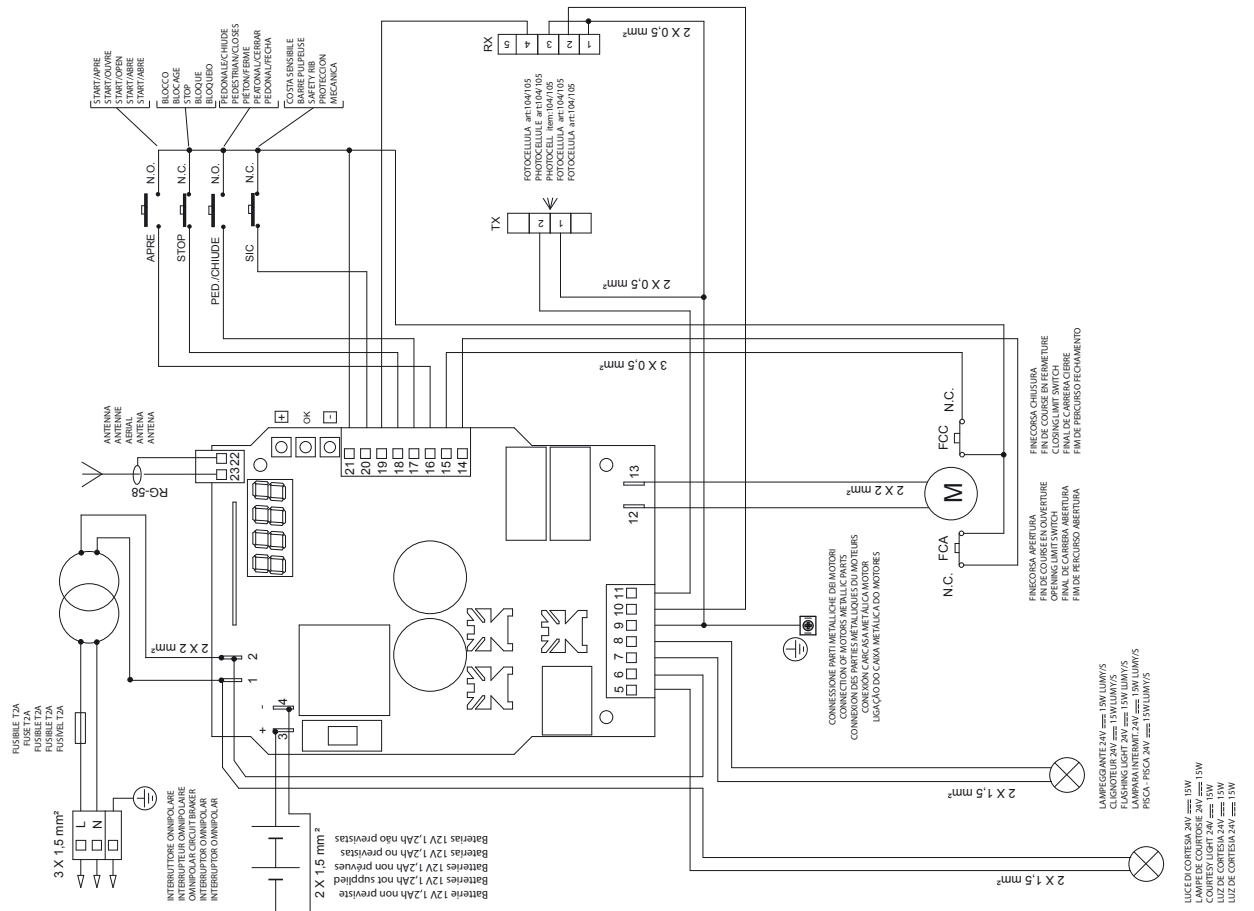 START/APRE
START/OUVRE
START/OPEN
START/ABRE
START/ABRE
BLOCCO
BLOCAGE
STOP
BLOQUE
BLOQUEIO
PEDONALE/CHIUDE
PEDESTRIAN/CLOSES
PIÉTON/FERME
PEATONAL/CERRAR
PEDONAL/FECHA
COSTA SENSIBILE
BARRE PULPEUSE
SAFETY RIB
PROTECCION
MECANICA
N.O.
N.C.
N.O.
N.C.
APRE
STOP
PED./CHIUDE
SIC
RX
5 4 3 2 1
2 X 0,5 mm²
FOTOCELLULA art:104/105
PHOTOCELLULE art:104/105
PHOTOCELL item:104/105
FOTOCELLULA art:104/105
FOTOCELULA art:104/105
TX
2 1
2 X 0,5 mm²
3 X 0,5 mm²
ANTENNA
ANTENNE
AERIAL
ANTENA
ANTENA
RG-58
23 22
+
OK
-
21
20
19
18
17
16
15
14
FUSIBILE T2A
FUSE T2A
FUSIBLE T2A
FUSIBLE T2A
FUSÍVEL T2A
3 X 1,5 mm²
L
N
INTERRUTTORE ONNIPOLARE
INTERRUPTEUR OMNIPOLAIRE
OMNIPOLAR CIRCUIT BRAKER
INTERRUPTOR OMNIPOLAR
INTERRUPTOR OMNIPOLAR
2 X 2 mm²
1 2
+ -
3 4
2 X 1,5 mm²
Batterie 12V 1,2Ah non previste
Batteries 12V 1,2Ah not supplied
Batteries 12V 1,2Ah non prévues
Baterias 12V 1,2Ah no previstas
Baterias 12V 1,2Ah não previstas
5 6 7 8 9 10 11
12 13
2 X 2 mm²
M
FCC
N.C.
FCA
N.C.
FINECORSA CHIUSURA
FIN DE COURSE EN FERMETURE
CLOSING LIMIT SWITCH
FINAL DE CARRERA CIERRE
FIM DE PERCURSO FECHAMENTO
FINECORSA APERTURA
FIN DE COURSE EN OUVERTURE
OPENING LIMIT SWITCH
FINAL DE CARRERA ABERTURA
FIM DE PERCURSO ABERTURA
CONNESSIONE PARTI METALLICHE DEI MOTORI
CONNECTION OF MOTORS METALLIC PARTS
CONNEXION DES PARTIES MÉTALLIQUES DU MOTEURS
CONEXIÓN CARCASA METÁLICA MOTOR
LIGAÇÃO DO CAIXA METÁLICA DO MOTORES
2 X 1,5 mm²
LAMPEGGIANTE 24V 15W LUMY/S
CLIGNOTEUR 24V 15W LUMY/S
FLASHING LIGHT 24V 15W LUMY/S
LAMPARA INTERMIT. 24V 15W LUMY/S
PISCA - PISCA 24V 15W LUMY/S
2 X 1,5 mm²
LUCE DI CORTESIA 24V 15W
LAMPE DE COURTOISIE 24V 15W
COURTESY LIGHT 24V 15W
LUZ DE CORTESIA 24V 15W
LUZ DE CORTESIA 24V 15W